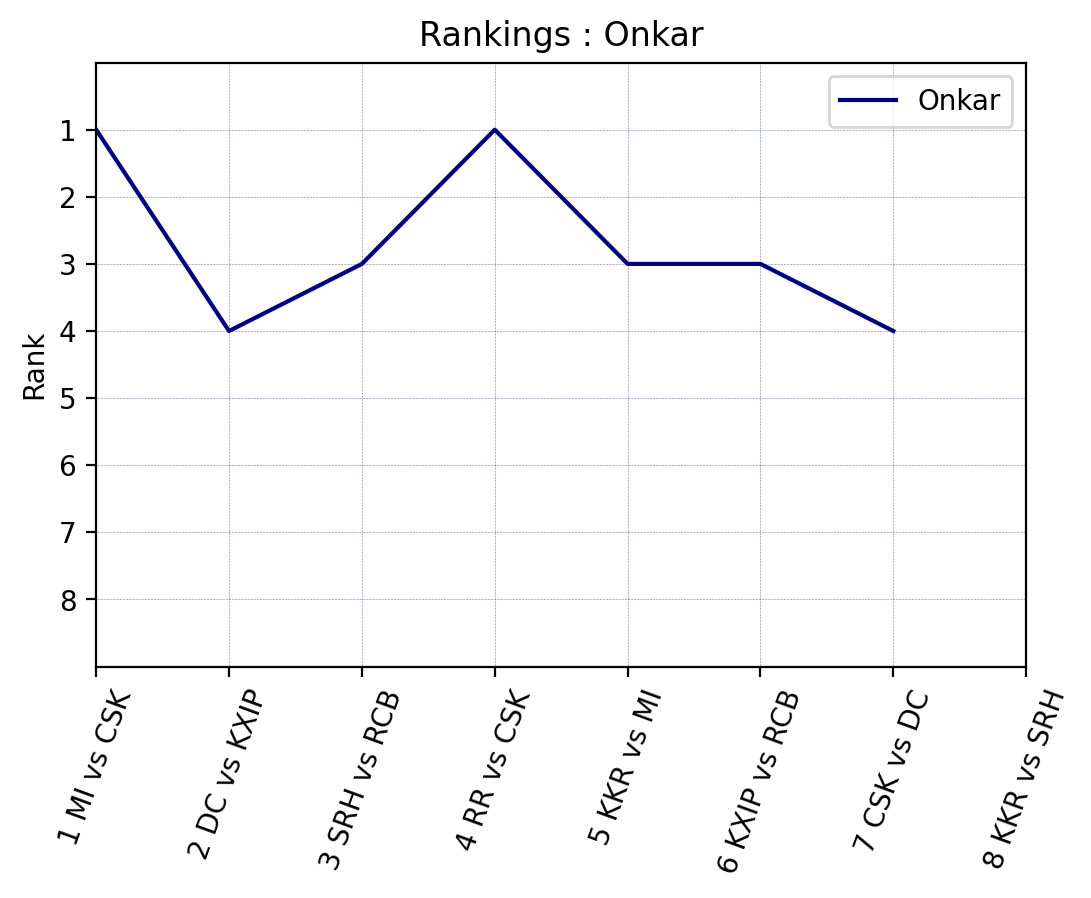 Rankings : Onkar
Onkar
Rank
1
2
3
4
5
6
7
8
1 MI vs CSK
2 DC vs KXIP
3 SRH vs RCB
4 RR vs CSK
5 KKR vs MI
6 KXIP vs RCB
7 CSK vs DC
8 KKR vs SRH